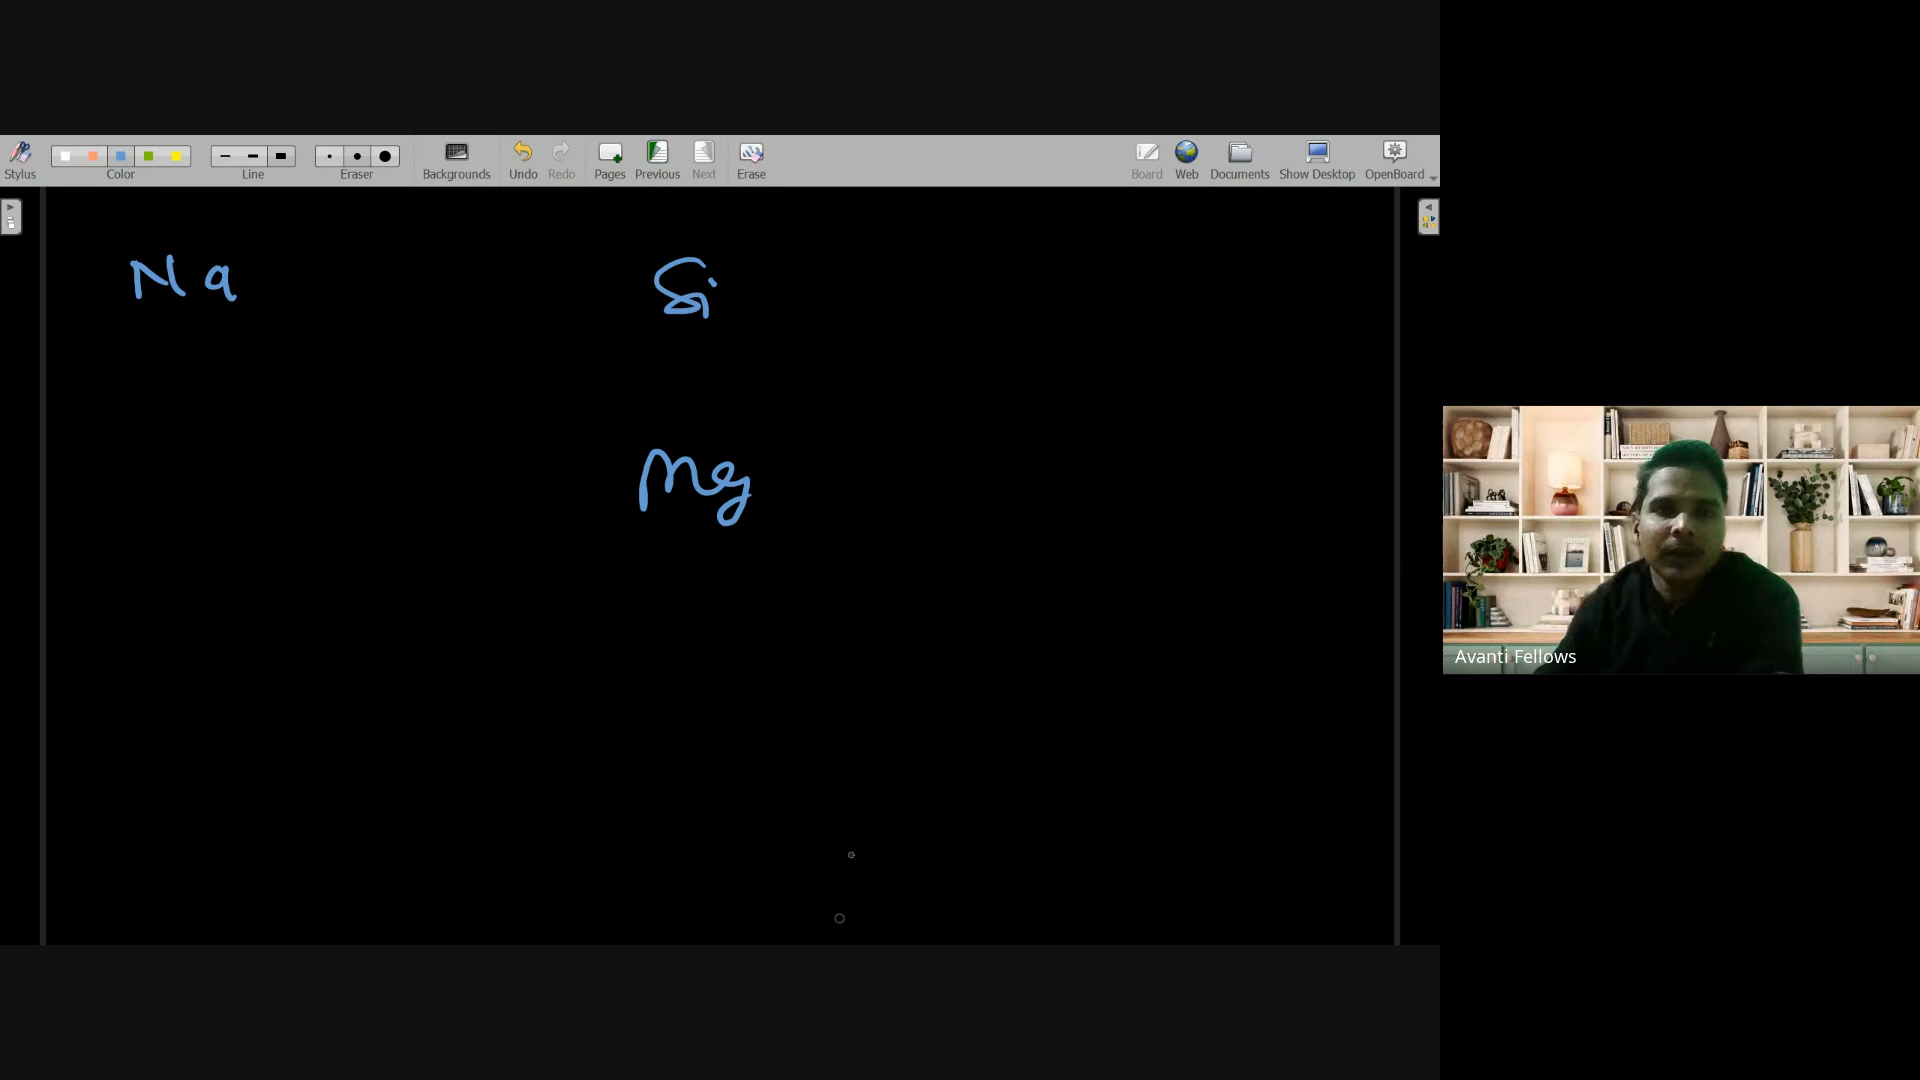 Stylus Color Line Eraser Backgrounds Undo Redo Pages Previous Next Erase Board Web Documents Show Desktop OpenBoard
Na Si
Mg
Avanti Fellows